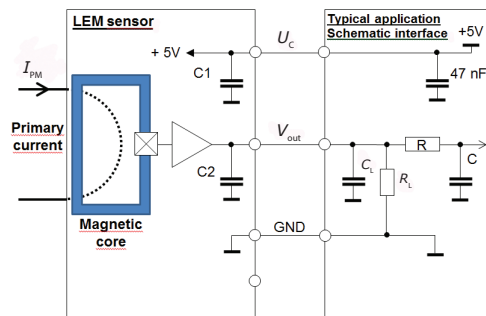 LEM sensor
Typical application
Schematic interface
U_C
+5V
+ 5V
I_PM
C1
47 nF
Primary
current
V_out
R
C2
C_L
R_L
C
GND
Magnetic
core